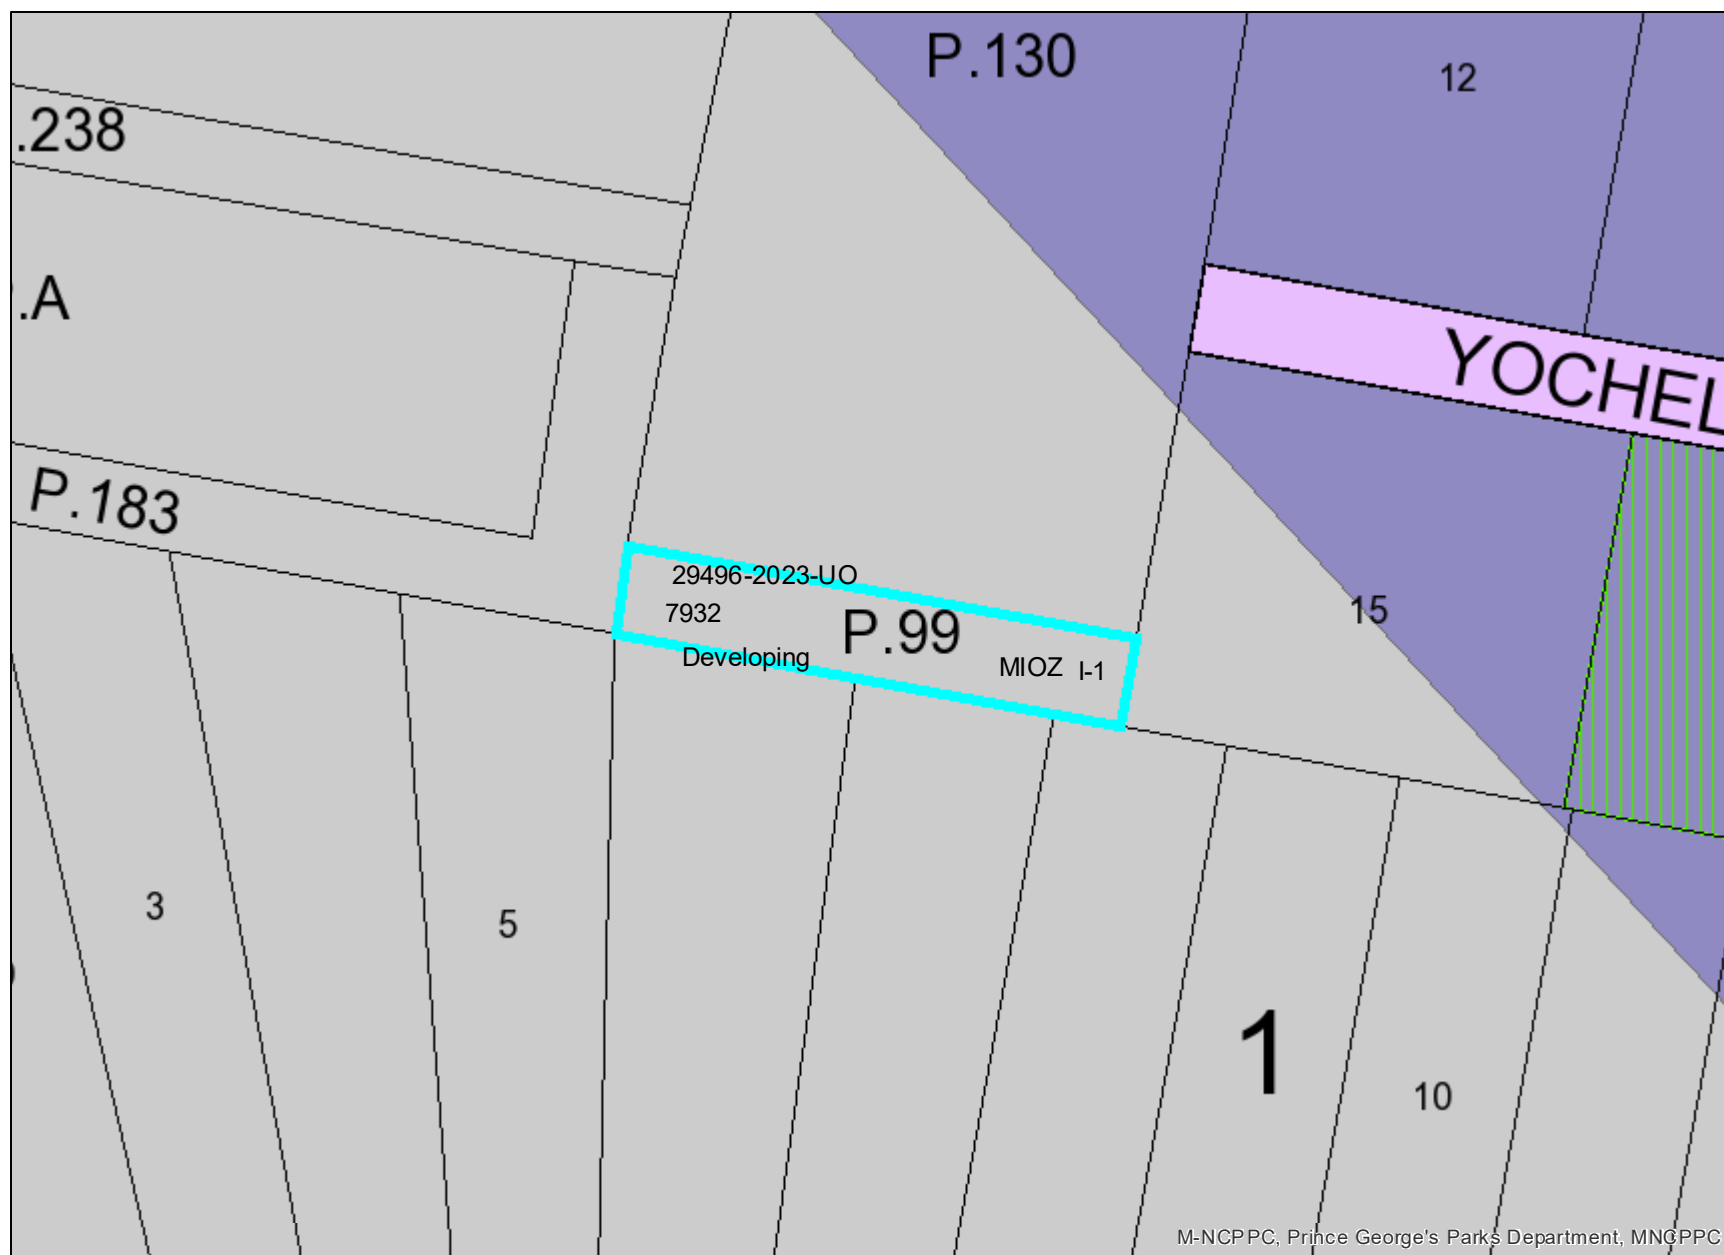 P.130
12
.238
.A
YOCHEL
P.183
29496-2023-UO
7932
P.99
15
Developing
MIOZ I-1
3
5
1
10
M-NCPPC, Prince George's Parks Department, MNCPPC